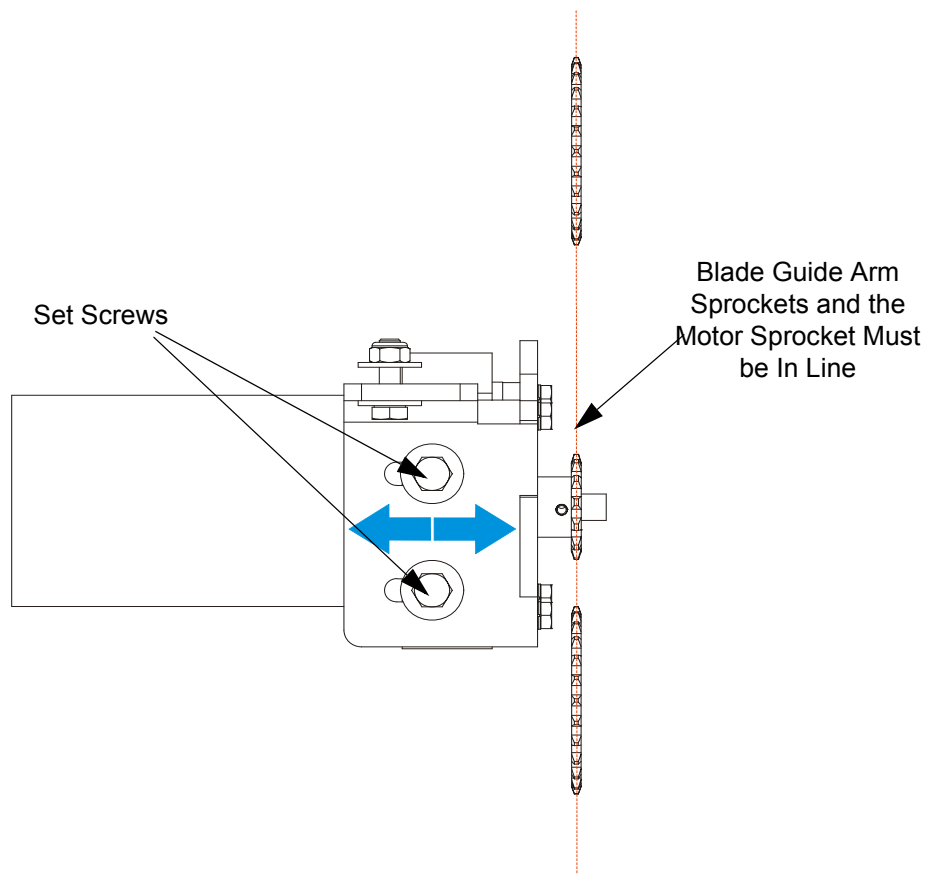 Set Screws
Blade Guide Arm
Sprockets and the
Motor Sprocket Must
be In Line